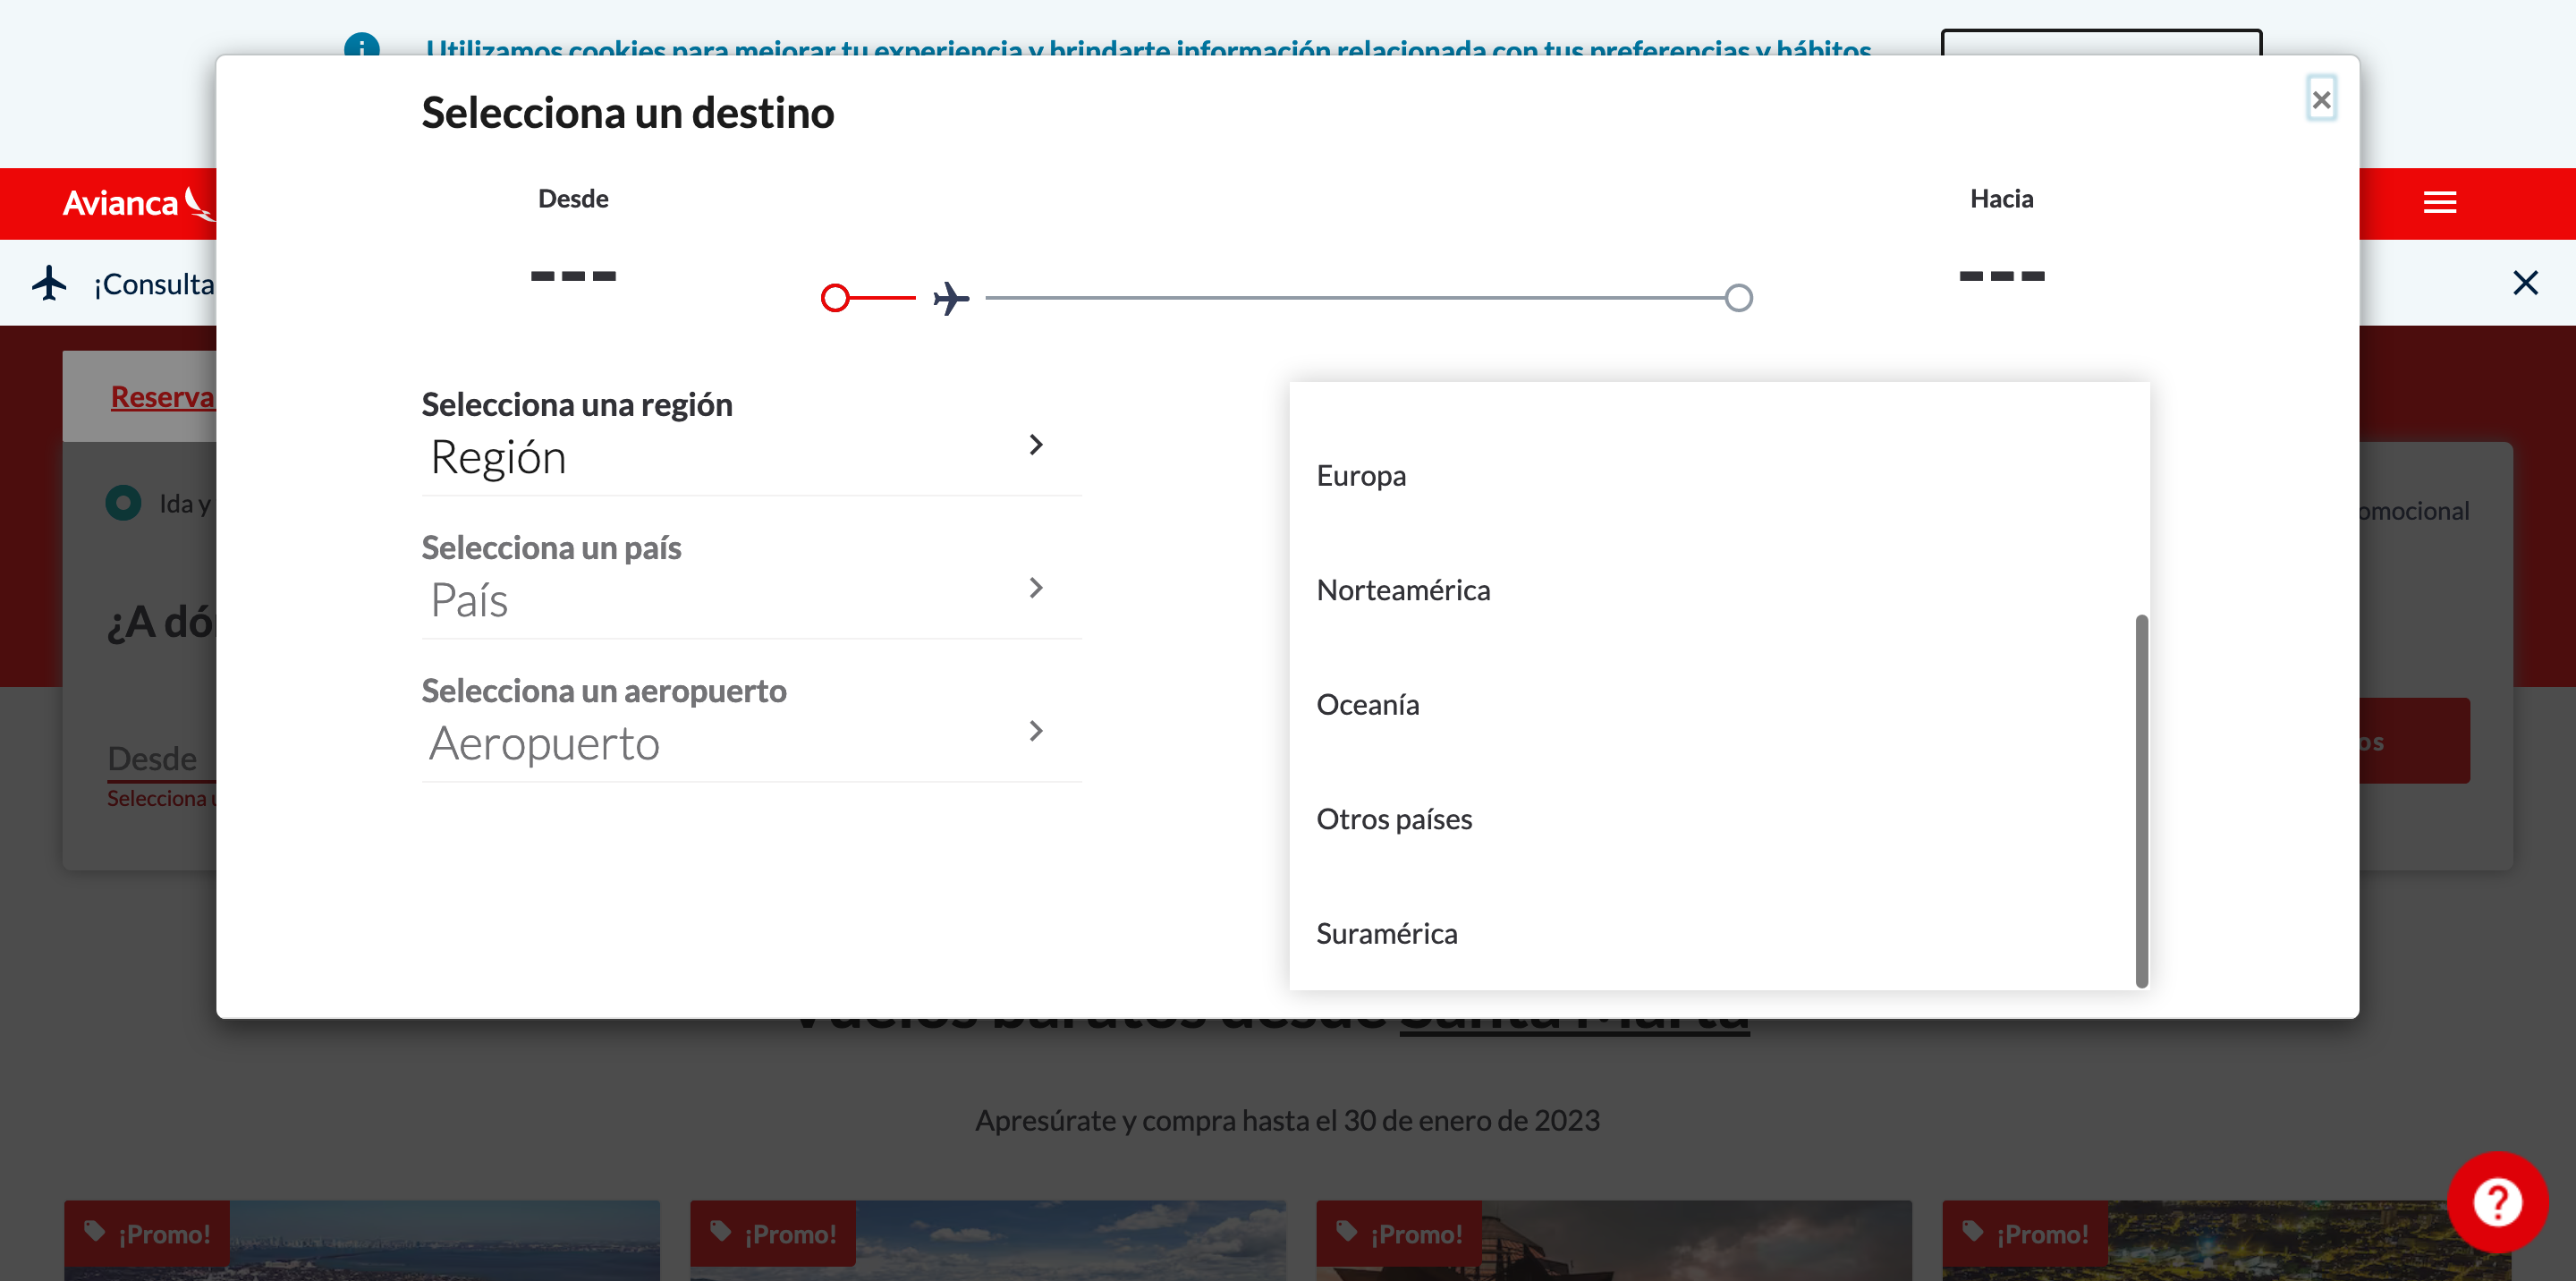 Utilizamos cookies para mejorar tu experiencia y brindarte información relacionada con tus preferencias y hábitos
Selecciona un destino
×
Desde
Hacia
Avianca
---
---
¡Consulta
Reserva
Selecciona una región
Región
Europa
Ida y
omocional
Selecciona un país
País
Norteamérica
¿A dó
Selecciona un aeropuerto
Aeropuerto
Oceanía
Desde
os
Selecciona u
Otros países
Suramérica
Vuelos baratos desde Santa Marta
Apresúrate y compra hasta el 30 de enero de 2023
¡Promo!
¡Promo!
¡Promo!
¡Promo!